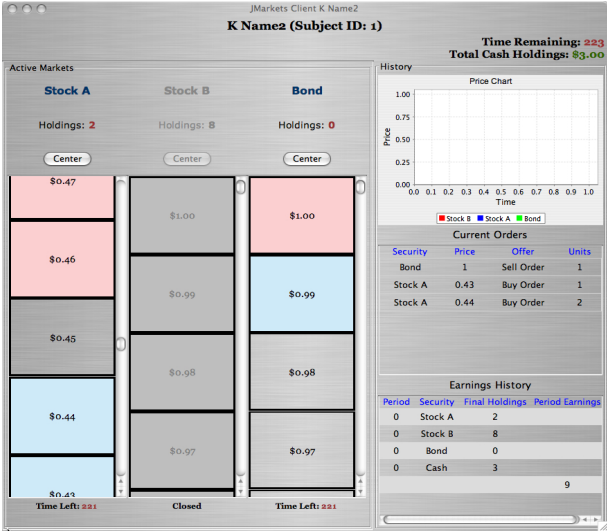 JMarkets Client K Name2
K Name2 (Subject ID: 1)
Time Remaining: 223
Total Cash Holdings: $3.00
Active Markets
Stock A
Stock B
Bond
Holdings: 2
Holdings: 8
Holdings: 0
Center
Center
Center
$0.47
$0.46
$0.45
$0.44
$0.43
Time Left: 221
$1.00
$0.99
$0.98
$0.97
Closed
$1.00
$0.99
$0.98
$0.97
Time Left: 221
History
Price Chart
Price
1.00
0.75
0.50
0.25
0.00
0.0 0.1 0.2 0.3 0.4 0.5 0.6 0.7 0.8 0.9 1.0
Time
Stock B Stock A Bond
Current Orders
Security Price Offer Units
Bond 1 Sell Order 1
Stock A 0.43 Buy Order 1
Stock A 0.44 Buy Order 2
Earnings History
Period Security Final Holdings Period Earnings
0 Stock A 2
0 Stock B 8
0 Bond 0
0 Cash 3
9